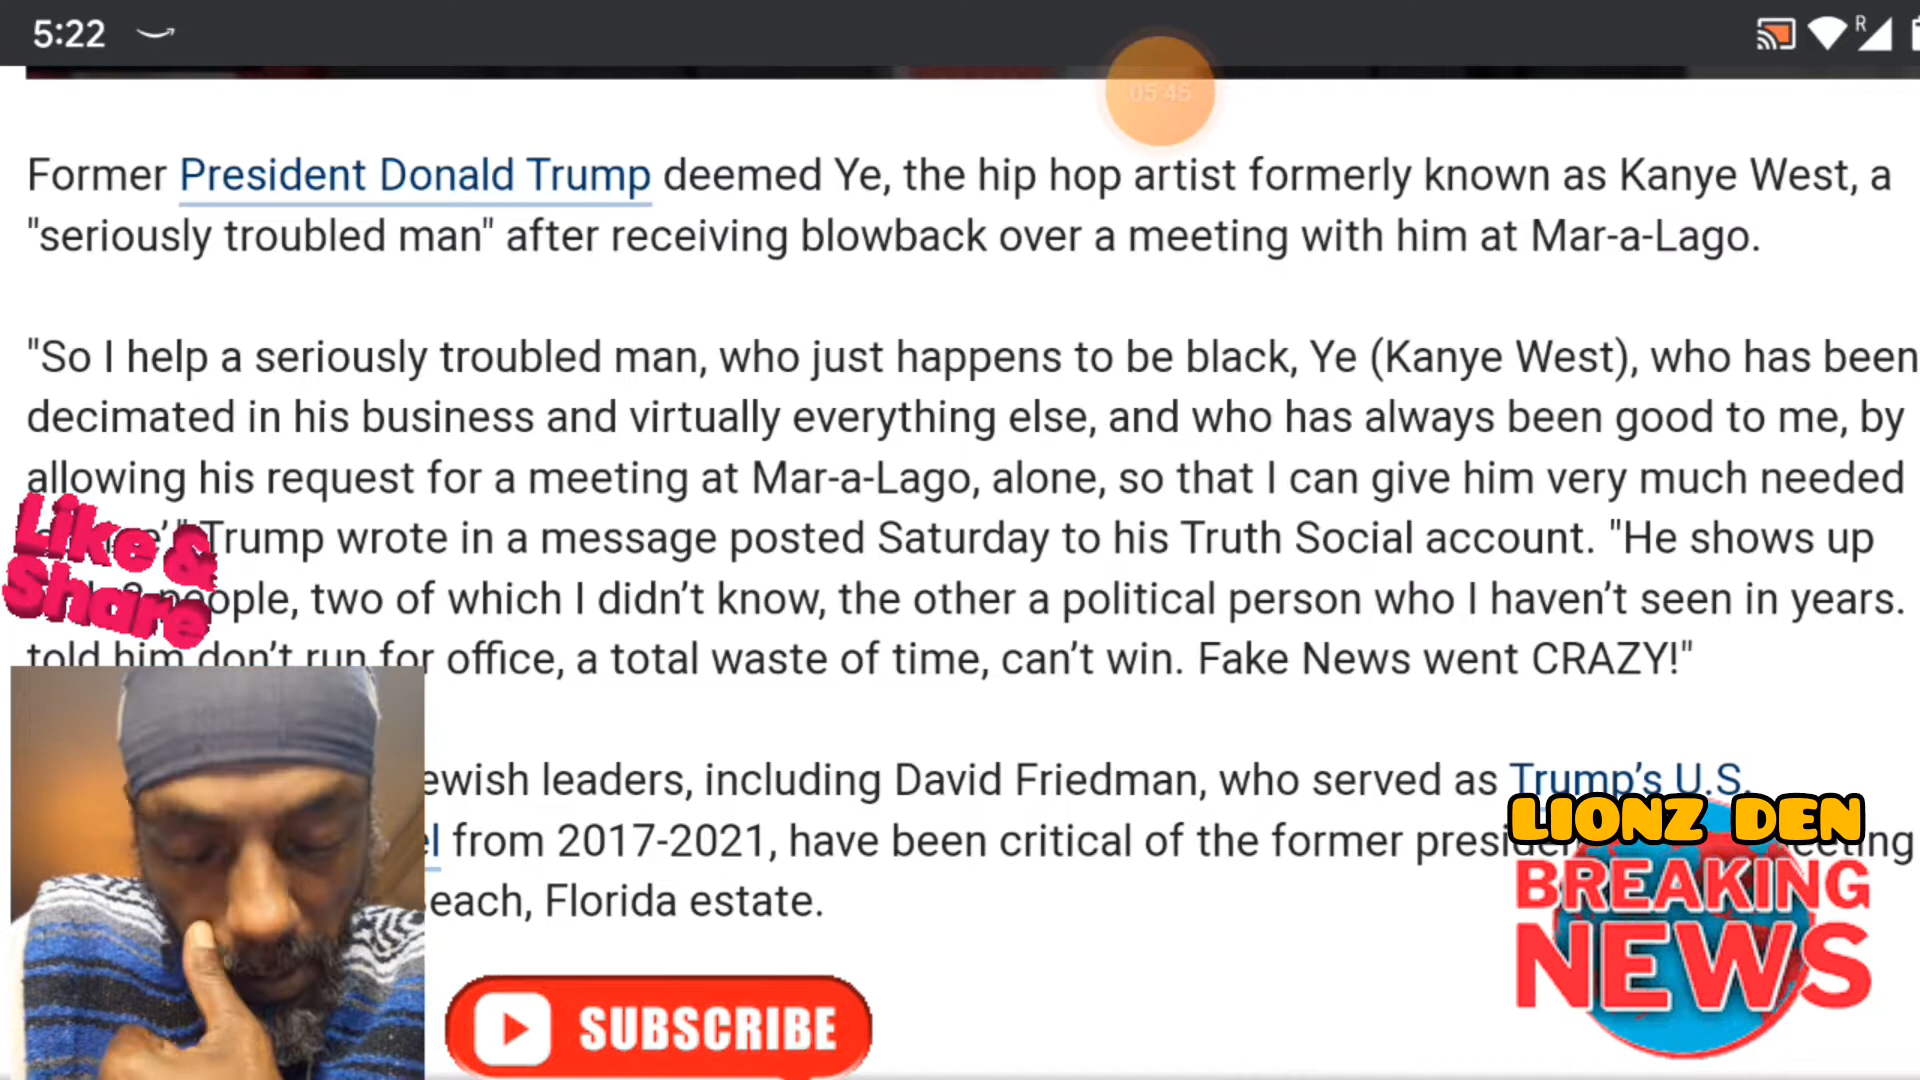 5:22
R
05:46
Former President Donald Trump deemed Ye, the hip hop artist formerly known as Kanye West, a
"seriously troubled man" after receiving blowback over a meeting with him at Mar-a-Lago.
"So I help a seriously troubled man, who just happens to be black, Ye (Kanye West), who has been
decimated in his business and virtually everything else, and who has always been good to me, by
allowing his request for a meeting at Mar-a-Lago, alone, so that I can give him very much needed
Trump wrote in a message posted Saturday to his Truth Social account. "He shows up
people, two of which I didn't know, the other a political person who I haven't seen in years.
told him don't run for office, a total waste of time, can't win. Fake News went CRAZY!"
Like &
Share
ewish leaders, including David Friedman, who served as Trump's U.S.
el from 2017-2021, have been critical of the former
each, Florida estate.
LIONZ DEN
BREAKING
NEWS
SUBSCRIBE